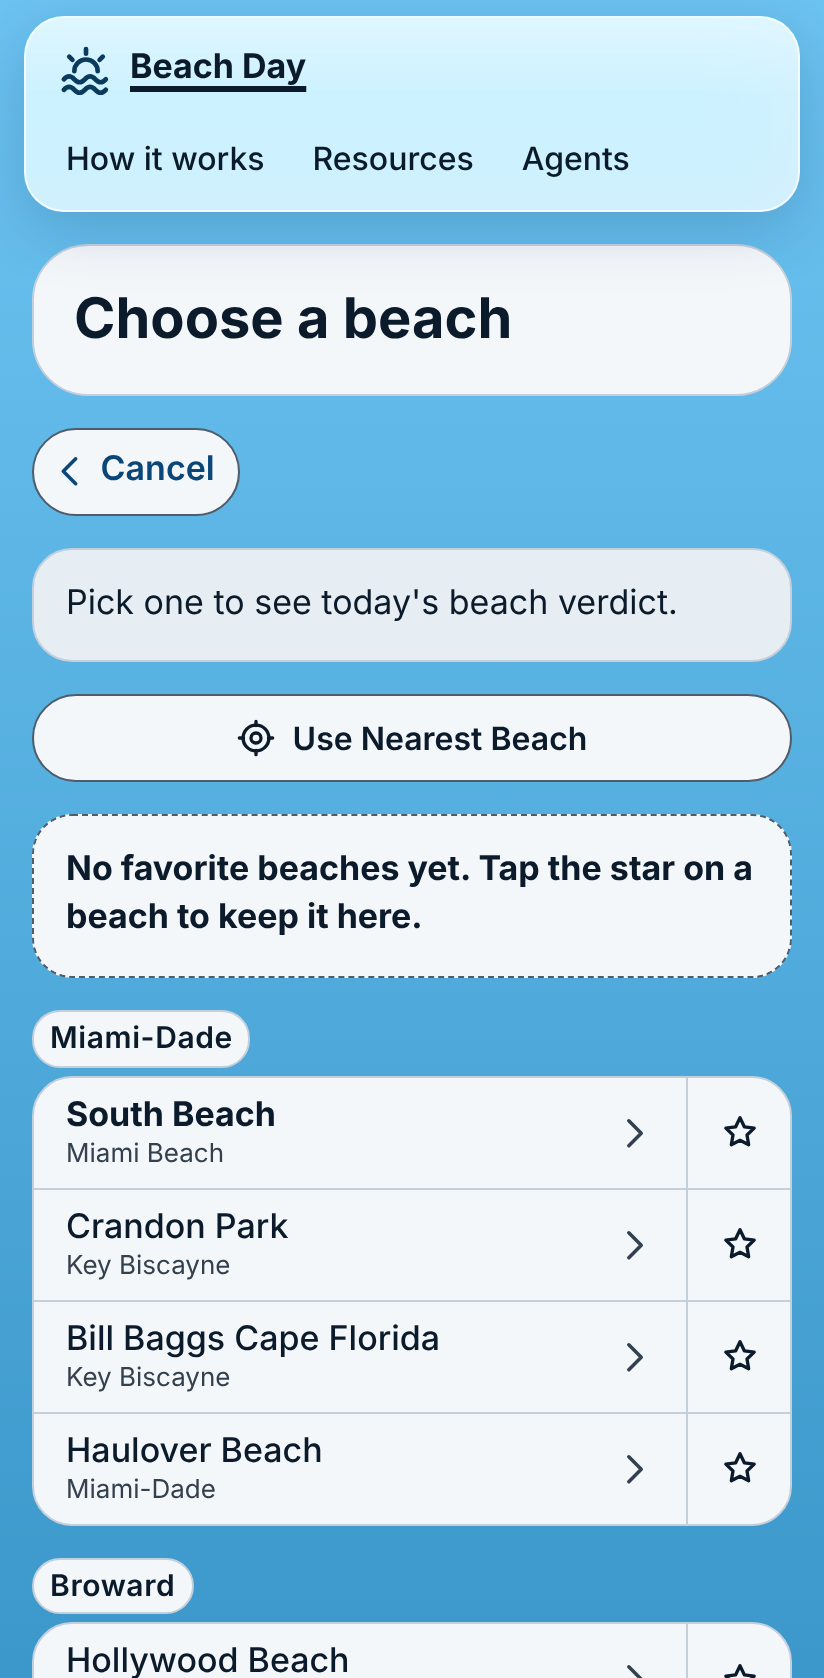 Beach Day
How it works Resources Agents
Choose a beach
Cancel
Pick one to see today's beach verdict.
Use Nearest Beach
No favorite beaches yet. Tap the star on a
beach to keep it here.
Miami-Dade
South Beach
Miami Beach
Crandon Park
Key Biscayne
Bill Baggs Cape Florida
Key Biscayne
Haulover Beach
Miami-Dade
Broward
Hollywood Beach